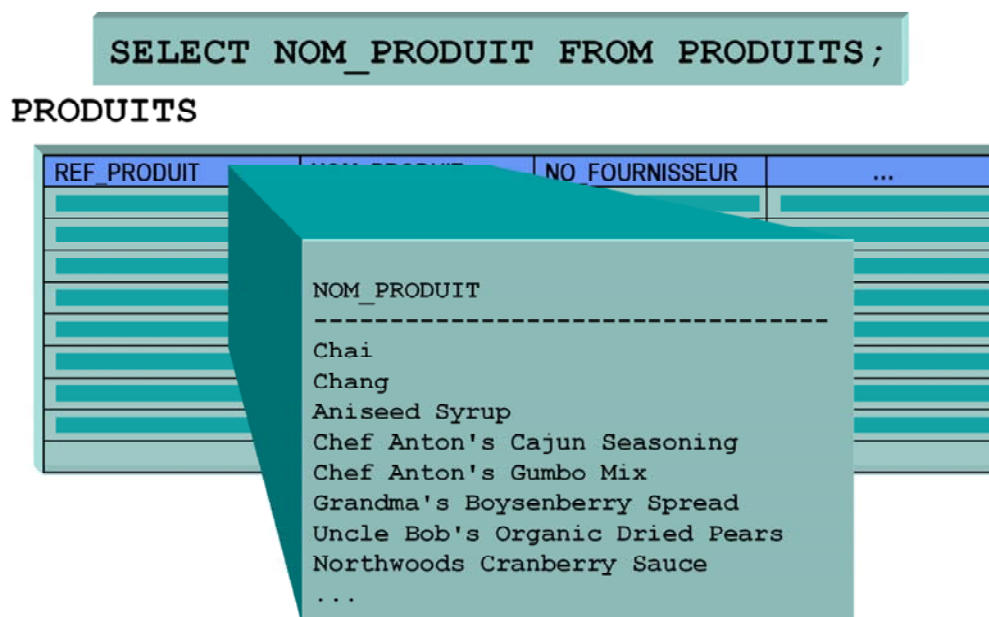 SELECT NOM_PRODUIT FROM PRODUITS;
PRODUITS
REF_PRODUIT NOM_PRODUIT NO_FOURNISSEUR ...
NOM_PRODUIT
----------------------------------
Chai
Chang
Aniseed Syrup
Chef Anton's Cajun Seasoning
Chef Anton's Gumbo Mix
Grandma's Boysenberry Spread
Uncle Bob's Organic Dried Pears
Northwoods Cranberry Sauce
...